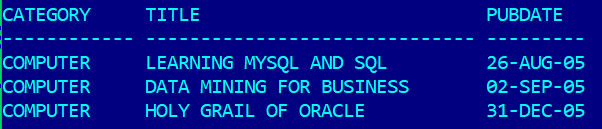 CATEGORY     TITLE                          PUBDATE
------------ ------------------------------ ---------
COMPUTER     LEARNING MYSQL AND SQL         26-AUG-05
COMPUTER     DATA MINING FOR BUSINESS       02-SEP-05
COMPUTER     HOLY GRAIL OF ORACLE           31-DEC-05